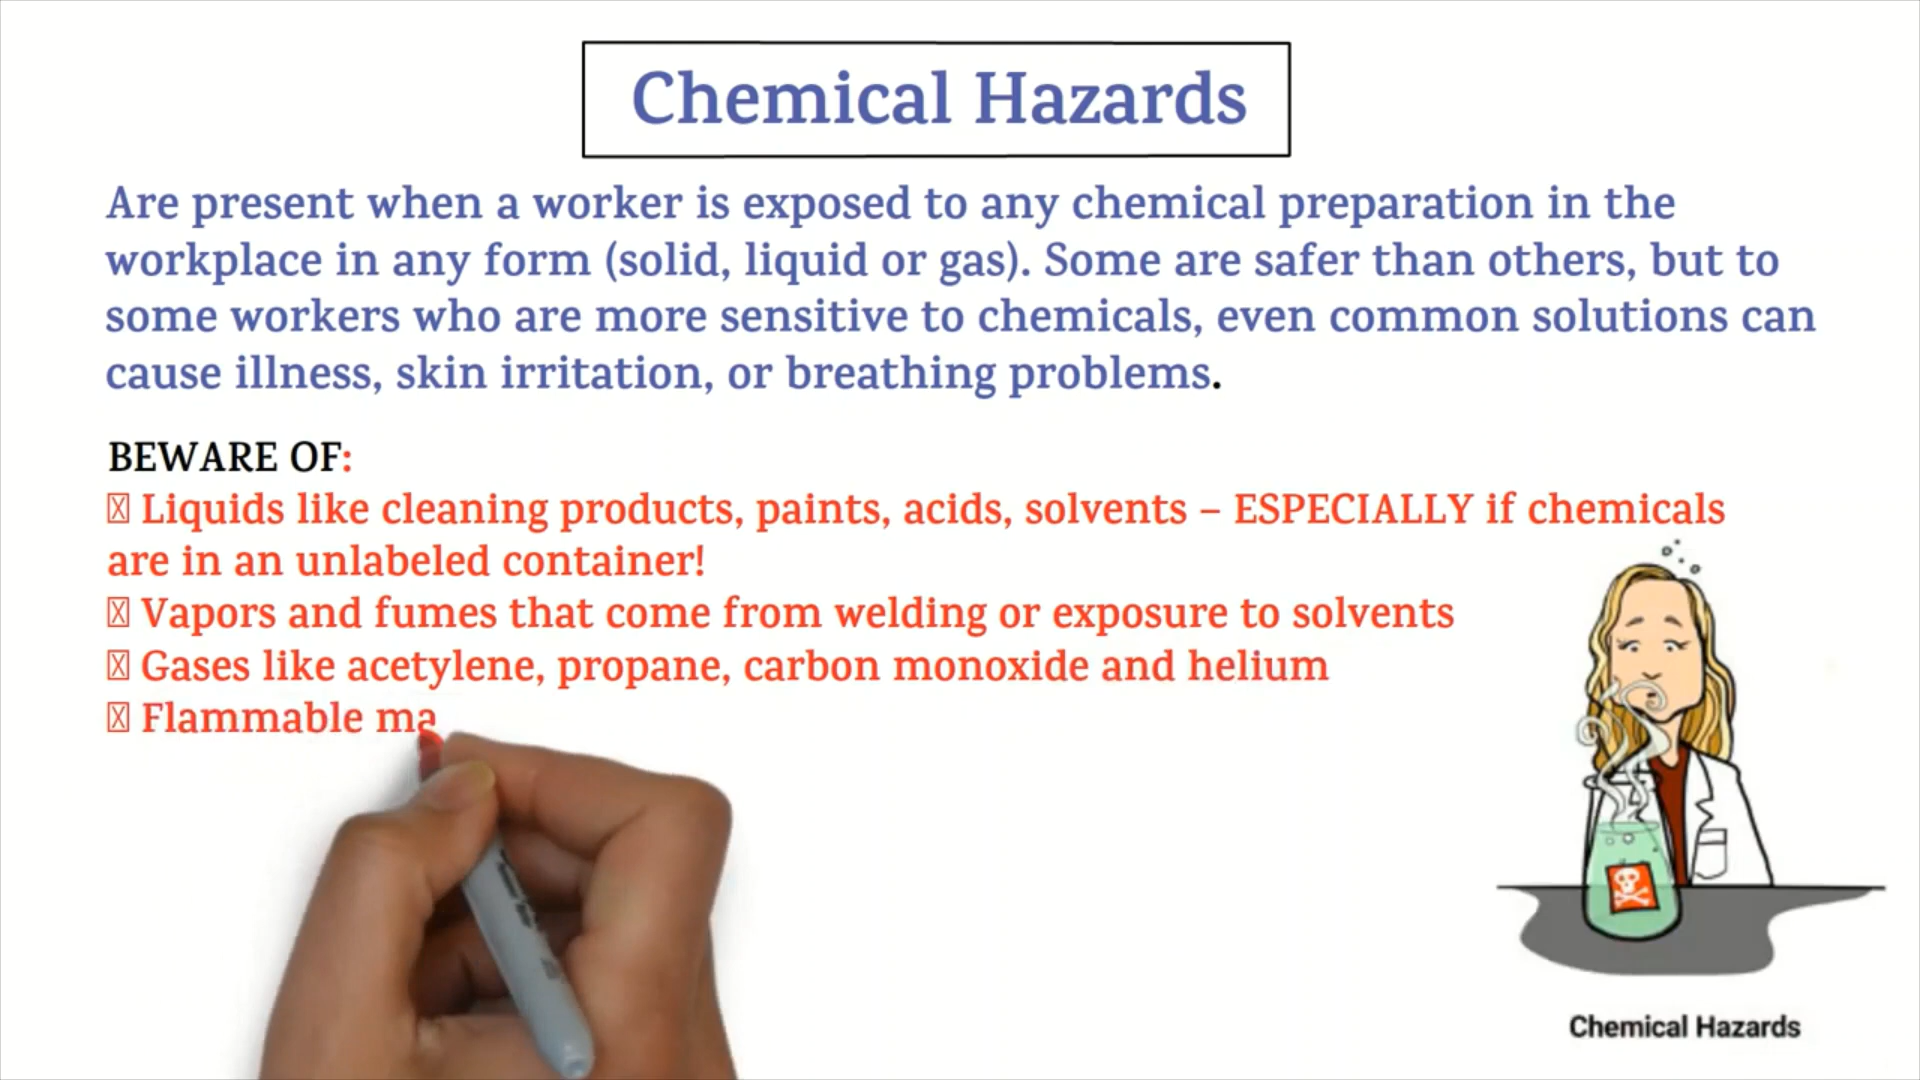 Chemical Hazards
Are present when a worker is exposed to any chemical preparation in the
workplace in any form (solid, liquid or gas). Some are safer than others, but to
some workers who are more sensitive to chemicals, even common solutions can
cause illness, skin irritation, or breathing problems.
BEWARE OF:
Liquids like cleaning products, paints, acids, solvents – ESPECIALLY if chemicals
are in an unlabeled container!
Vapors and fumes that come from welding or exposure to solvents
Gases like acetylene, propane, carbon monoxide and helium
Flammable ma
Chemical Hazards